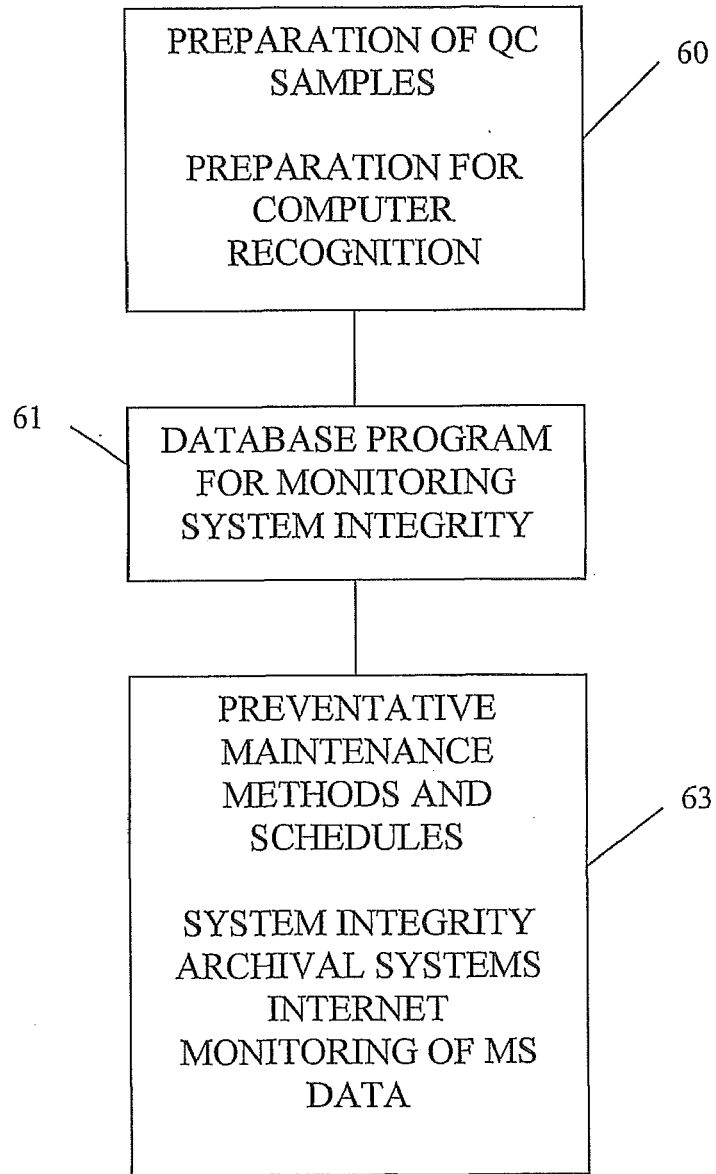 PREPARATION OF QC
SAMPLES
PREPARATION FOR
COMPUTER
RECOGNITION
60
61
DATABASE PROGRAM
FOR MONITORING
SYSTEM INTEGRITY
PREVENTATIVE
MAINTENANCE
METHODS AND
SCHEDULES
SYSTEM INTEGRITY
ARCHIVAL SYSTEMS
INTERNET
MONITORING OF MS
DATA
63